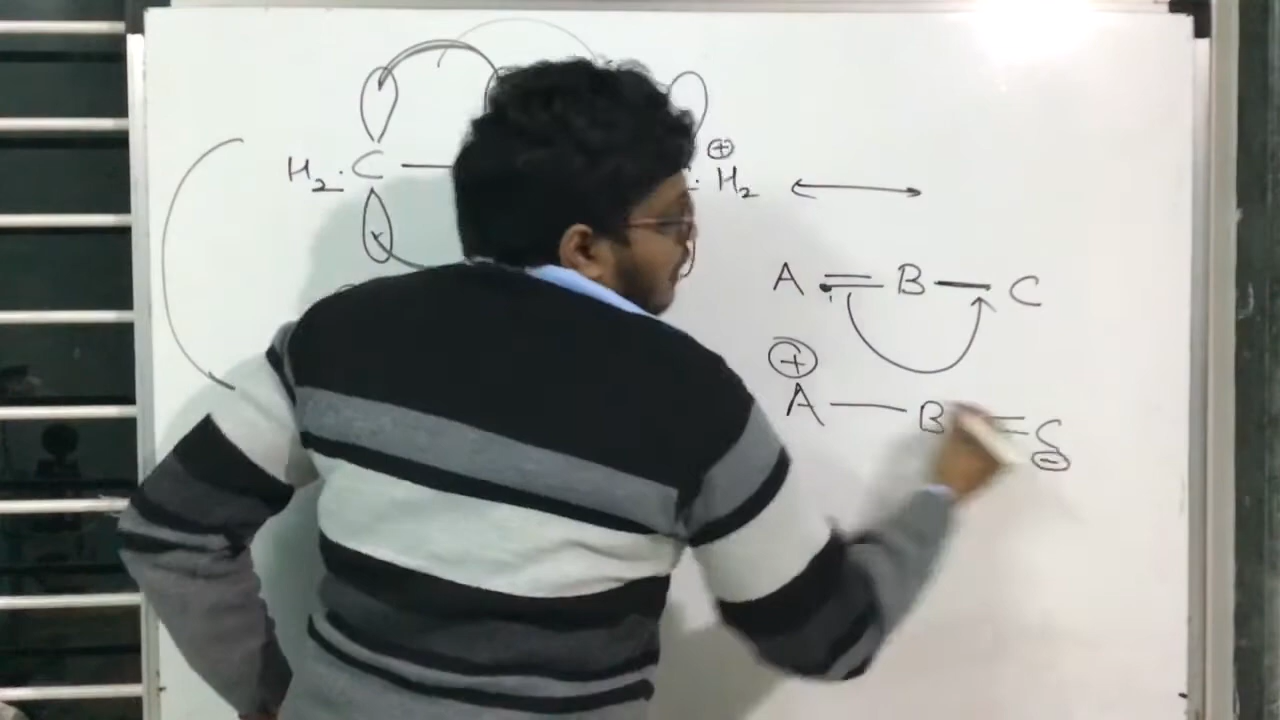 H₂C — ⊕ H₂ ↔
A = B — C
⊕
A — B = C
⊖